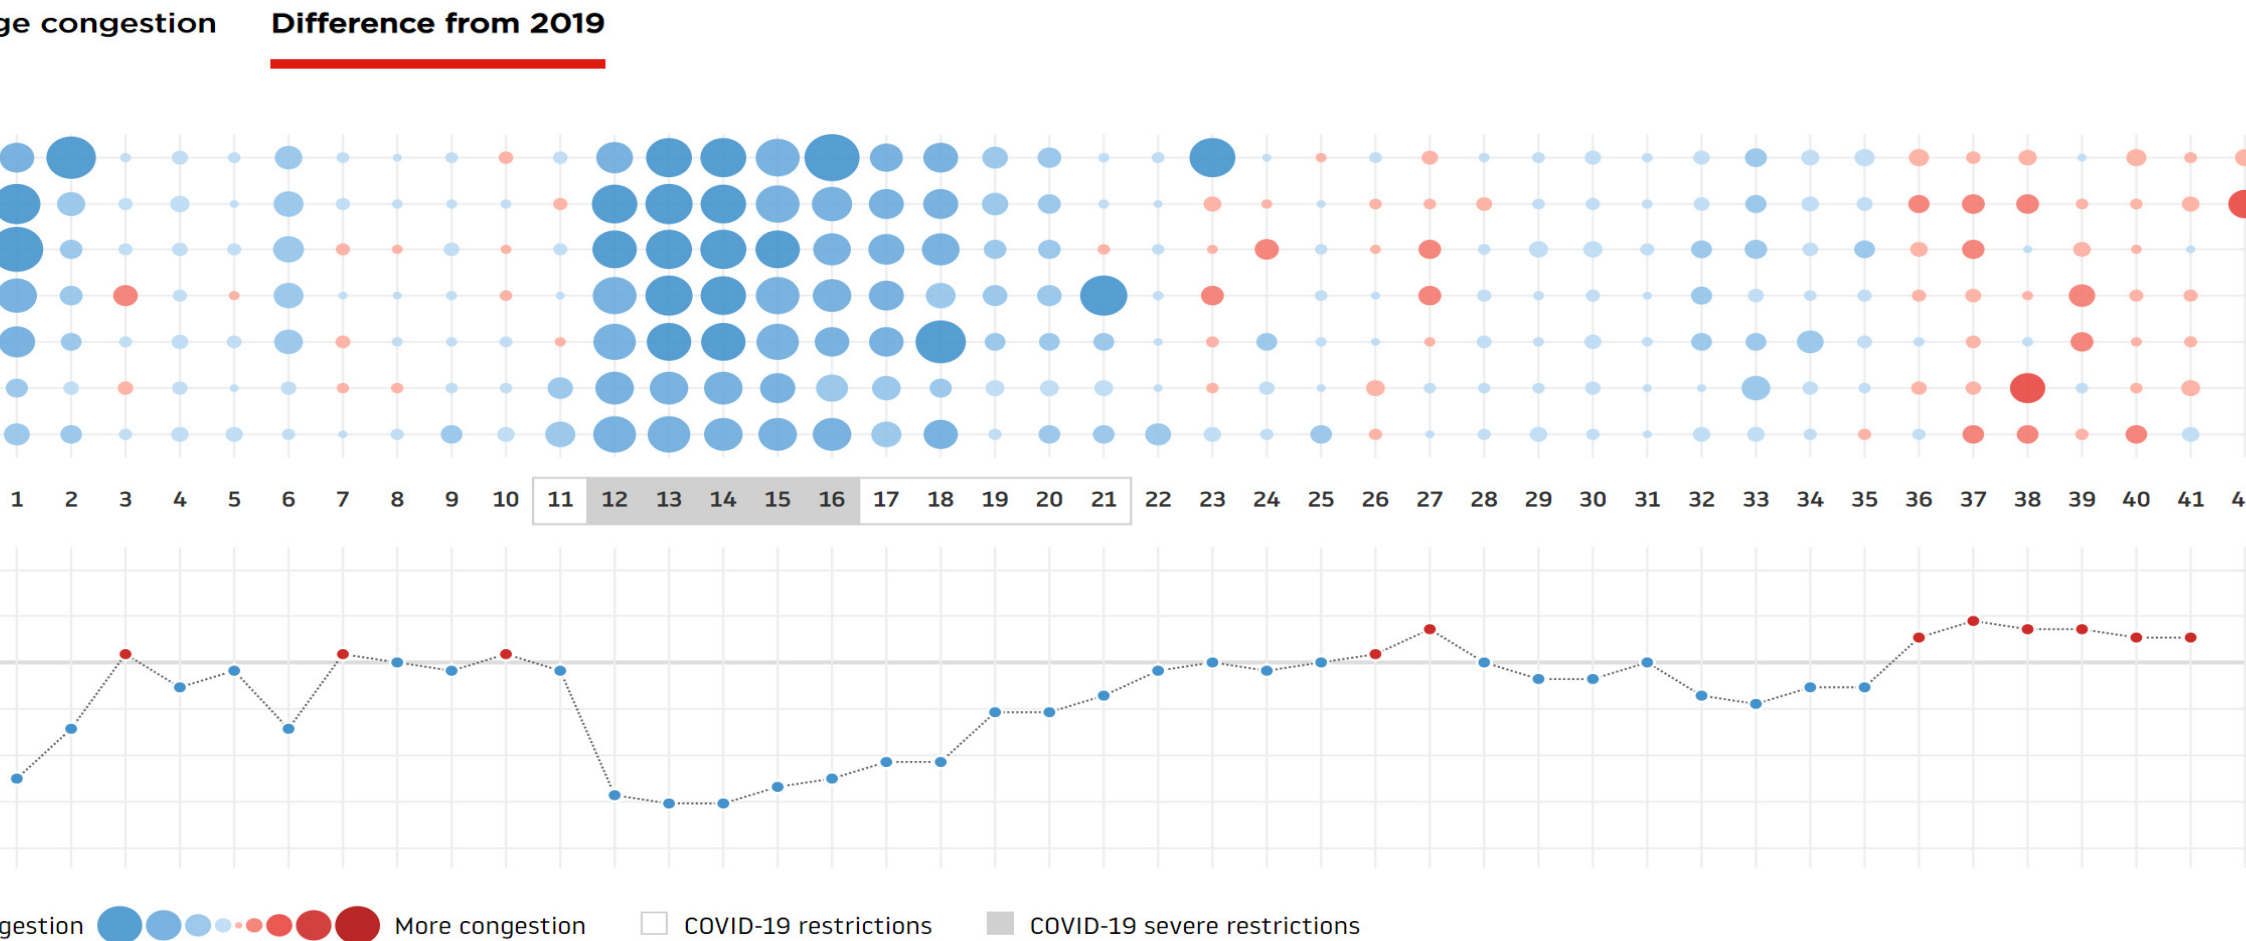 ge congestion Difference from 2019
1 2 3 4 5 6 7 8 9 10 11 12 13 14 15 16 17 18 19 20 21 22 23 24 25 26 27 28 29 30 31 32 33 34 35 36 37 38 39 40 41 4
gestion More congestion COVID-19 restrictions COVID-19 severe restrictions